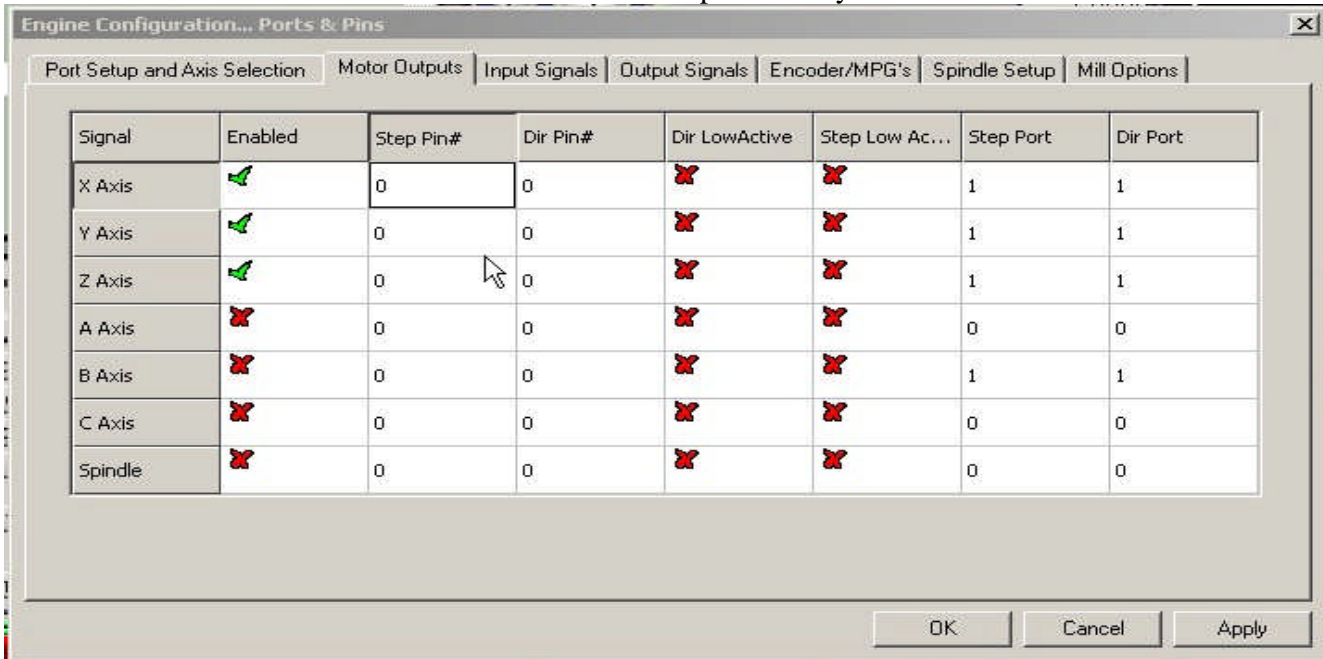 Engine Configuration... Ports & Pins
Port Setup and Axis Selection Motor Outputs Input Signals Output Signals Encoder/MPG's Spindle Setup Mill Options
Signal Enabled Step Pin# Dir Pin# Dir LowActive Step Low Ac... Step Port Dir Port
X Axis 0 0 1 1
Y Axis 0 0 1 1
Z Axis 0 0 1 1
A Axis 0 0 0 0
B Axis 0 0 1 1
C Axis 0 0 0 0
Spindle 0 0 0 0
OK Cancel Apply